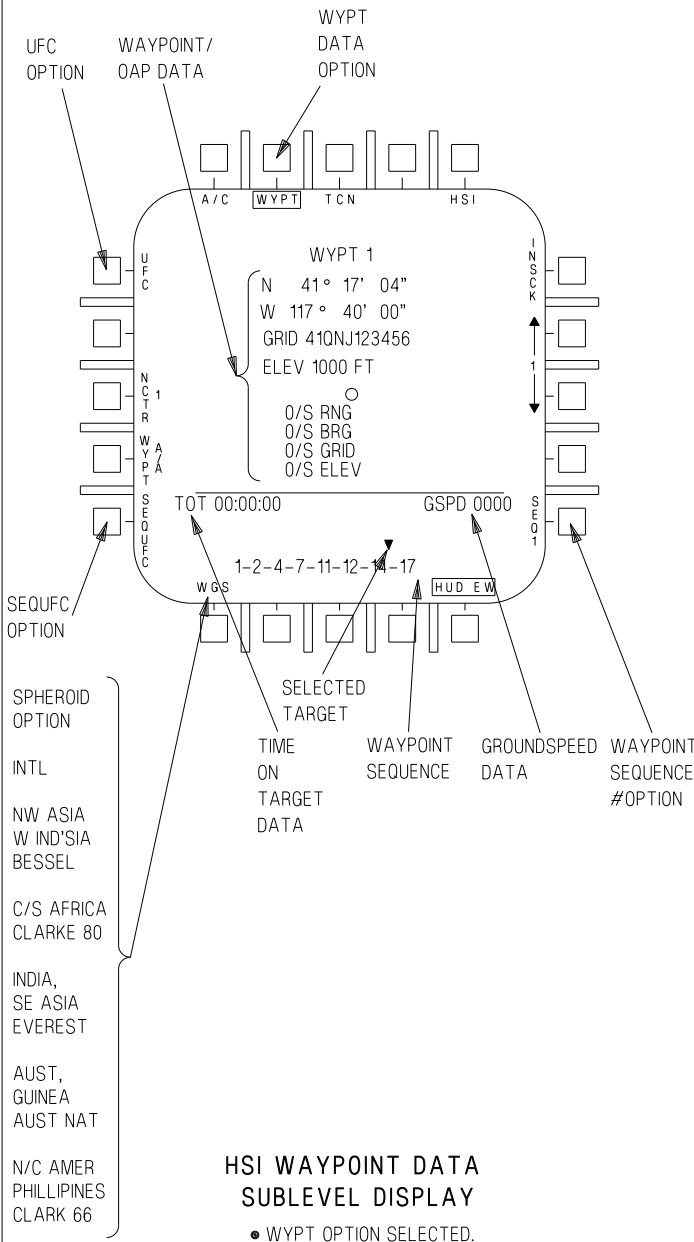 UFC
OPTION
WAYPOINT/
OAP DATA
WYPT
DATA
OPTION
A/C
WYPT
TCN
HSI
UFC
NCTR 1
WYPT A/A
SEQUFC
INSCK
1
SEQ1
WYPT 1
N 41° 17' 04”
W 117° 40' 00”
GRID 41QNJ123456
ELEV 1000 FT
O/S RNG
O/S BRG
O/S GRID
O/S ELEV
TOT 00:00:00
GSPD 0000
1-2-4-7-11-12-14-17
WGS
HUD EW
SEQUFC
OPTION
SELECTED
TARGET
TIME
ON
TARGET
DATA
WAYPOINT
SEQUENCE
GROUNDSPEED
DATA
WAYPOINT
SEQUENCE
#OPTION
SPHEROID
OPTION
INTL
NW ASIA
W IND'SIA
BESSEL
C/S AFRICA
CLARKE 80
INDIA,
SE ASIA
EVEREST
AUST,
GUINEA
AUST NAT
N/C AMER
PHILLIPINES
CLARK 66
HSI WAYPOINT DATA
SUBLEVEL DISPLAY
• WYPT OPTION SELECTED.